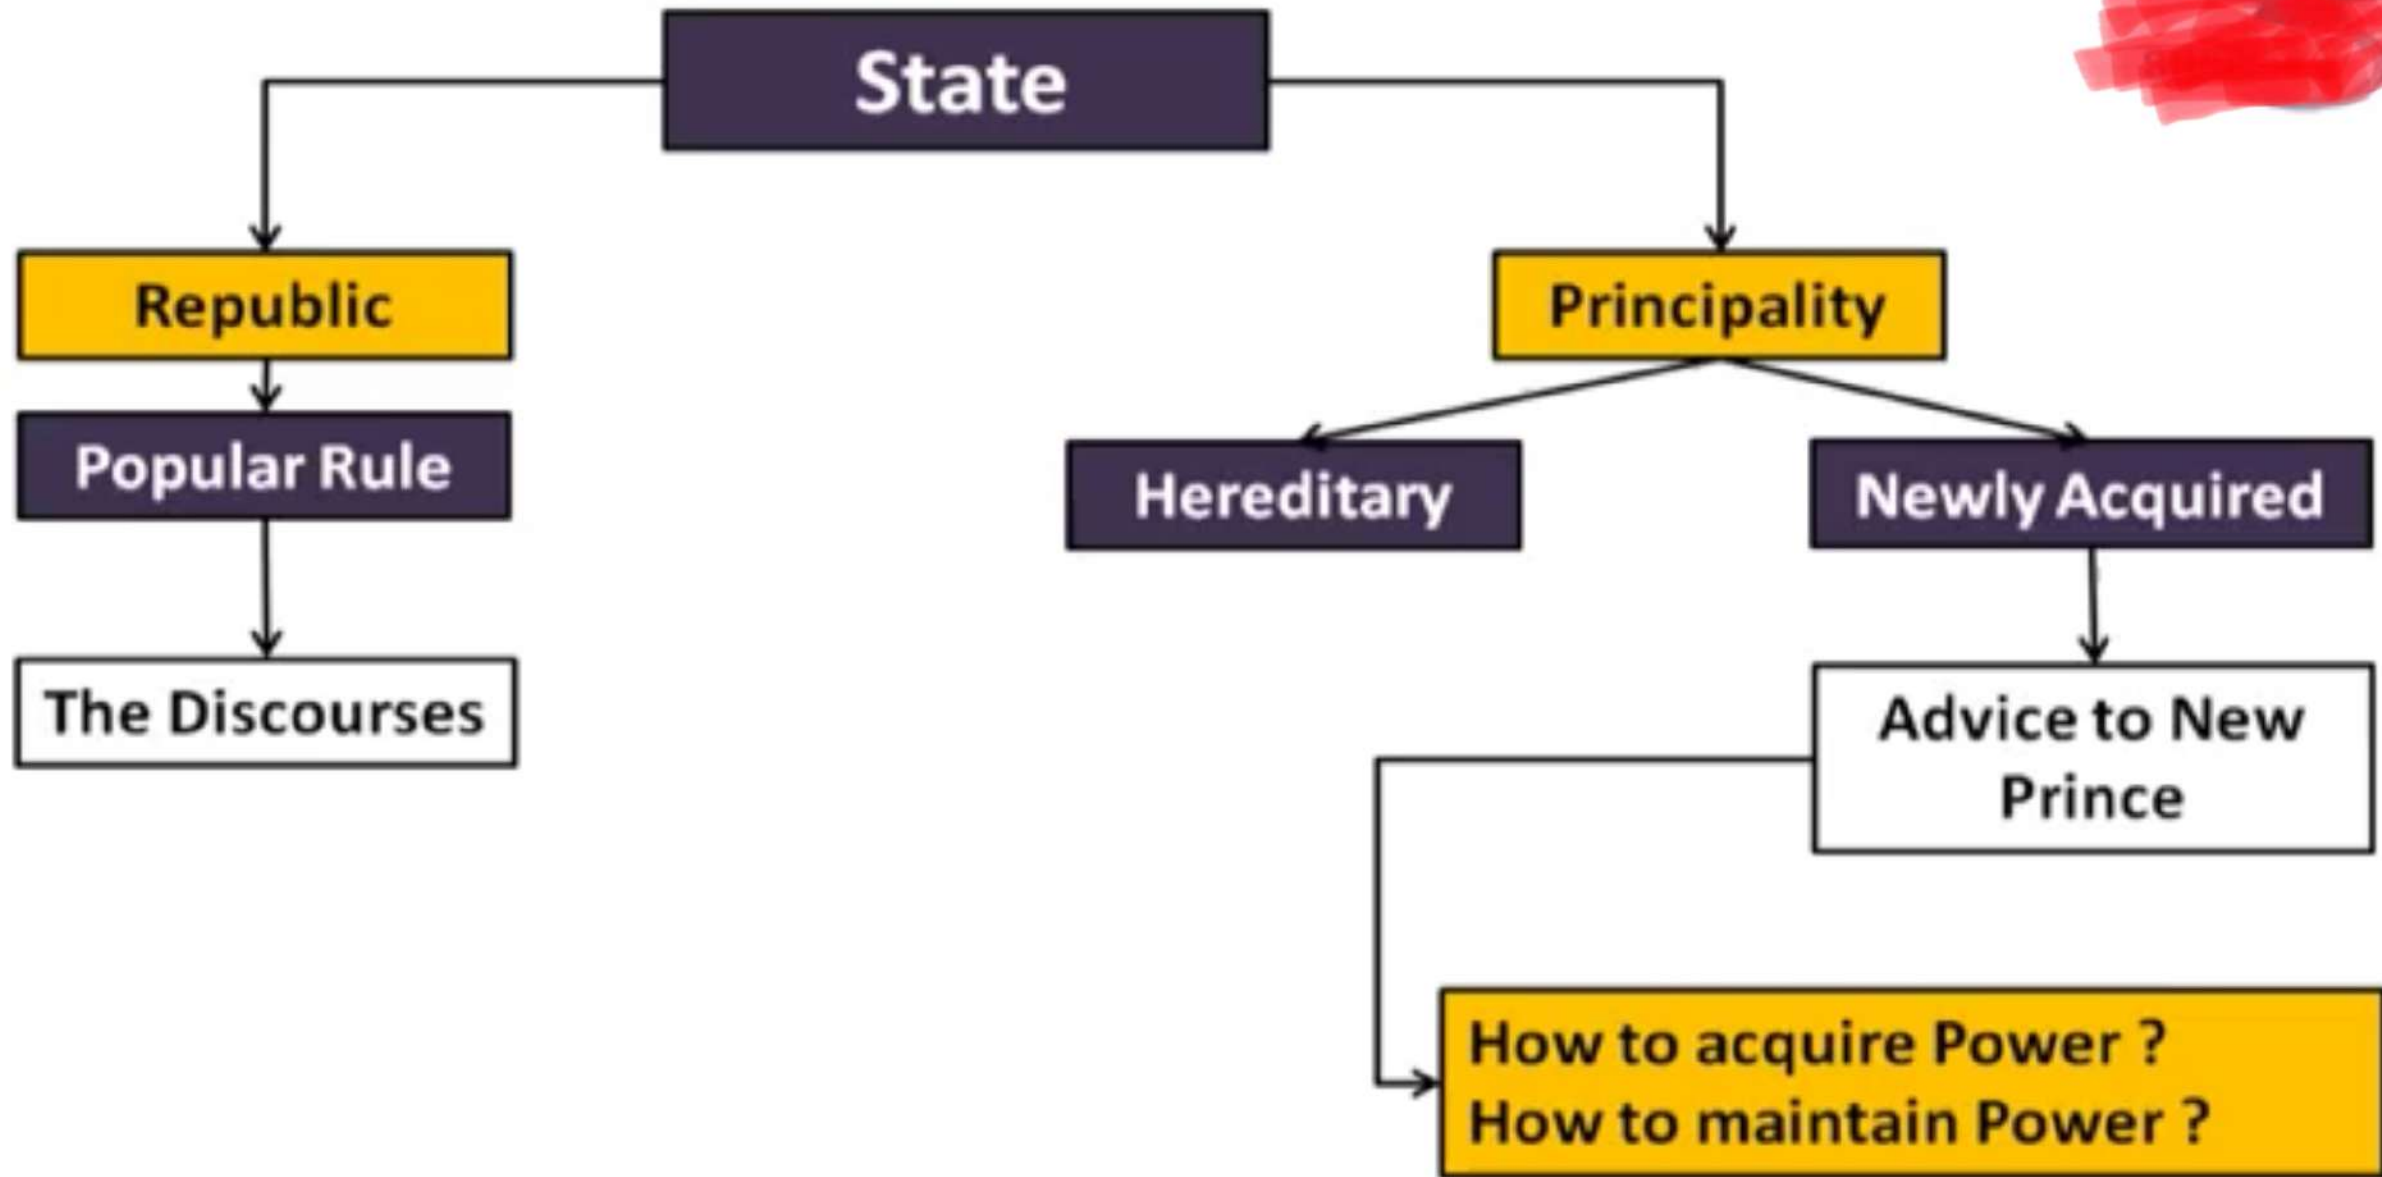 State
Republic
Principality
Popular Rule
Hereditary
Newly Acquired
The Discourses
Advice to New
Prince
How to acquire Power ?
How to maintain Power ?